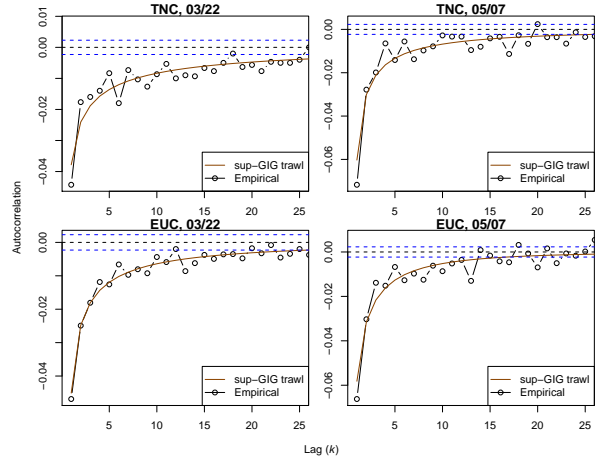 TNC, 03/22
0.01
0.00
−0.02
−0.04
sup−GIG trawl
Empirical
5
10
15
20
25
TNC, 05/07
0.00
−0.02
−0.04
−0.06
sup−GIG trawl
Empirical
5
10
15
20
25
Autocorrelation
EUC, 03/22
0.00
−0.02
−0.04
sup−GIG trawl
Empirical
5
10
15
20
25
EUC, 05/07
0.00
−0.02
−0.04
−0.06
sup−GIG trawl
Empirical
5
10
15
20
25
Lag (k)